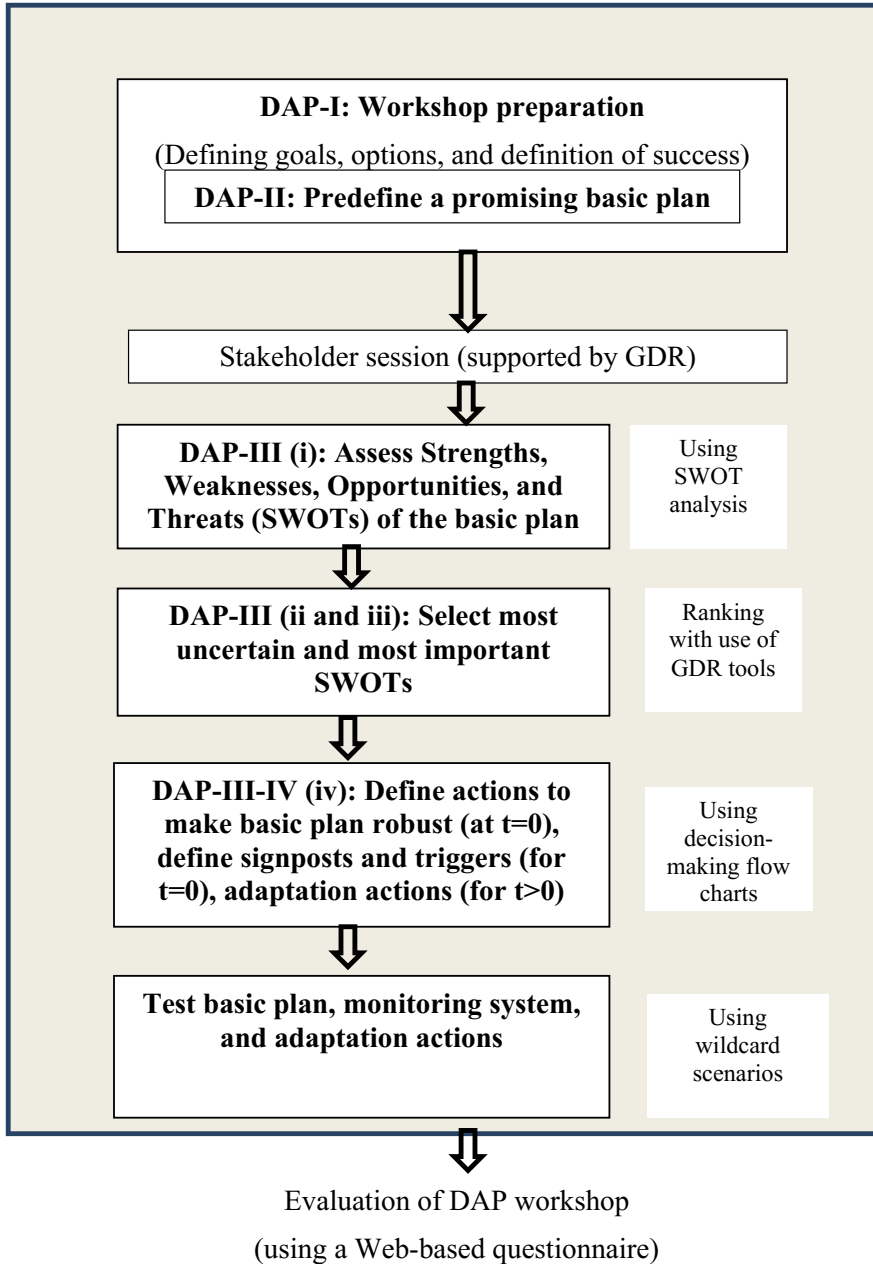 DAP-I: Workshop preparation
(Defining goals, options, and definition of success)
DAP-II: Predefine a promising basic plan
Stakeholder session (supported by GDR)
DAP-III (i): Assess Strengths,
Weaknesses, Opportunities, and
Threats (SWOTs) of the basic plan
Using
SWOT
analysis
DAP-III (ii and iii): Select most
uncertain and most important
SWOTs
Ranking
with use of
GDR tools
DAP-III-IV (iv): Define actions to
make basic plan robust (at t=0),
define signposts and triggers (for
t=0), adaptation actions (for t>0)
Using
decision-
making flow
charts
Test basic plan, monitoring system,
and adaptation actions
Using
wildcard
scenarios
Evaluation of DAP workshop
(using a Web-based questionnaire)